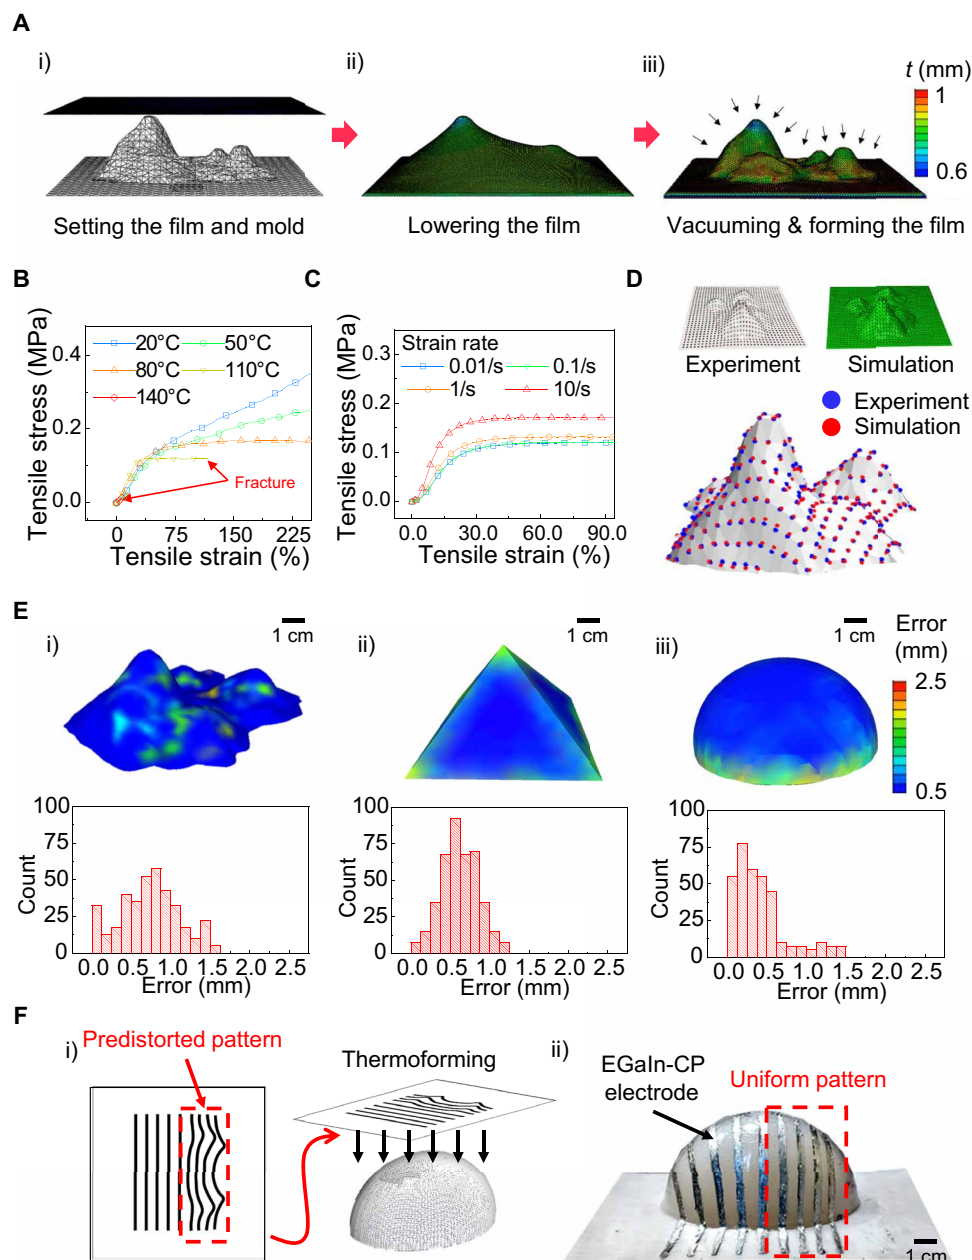 A
i)
ii)
iii)
t (mm)
1
0.6
Setting the film and mold
Lowering the film
Vacuuming & forming the film
B
Tensile stress (MPa)
0.4
0.2
0.0
20°C
50°C
80°C
110°C
140°C
Fracture
0 75 150 225
Tensile strain (%)
C
Tensile stress (MPa)
0.3
0.2
0.1
0.0
Strain rate
0.01/s
0.1/s
1/s
10/s
0.0 30.0 60.0 90.0
Tensile strain (%)
D
Experiment
Simulation
Experiment
Simulation
E
i)
1 cm
ii)
1 cm
iii)
1 cm
Error
(mm)
2.5
0.5
Count
100
75
50
25
0
0.0 0.5 1.0 1.5 2.0 2.5
Error (mm)
Count
100
75
50
25
0
0.0 0.5 1.0 1.5 2.0 2.5
Error (mm)
Count
100
75
50
25
0
0.0 0.5 1.0 1.5 2.0 2.5
Error (mm)
F
i)
Predistorted pattern
Thermoforming
ii)
EGaIn-CP
electrode
Uniform pattern
1 cm